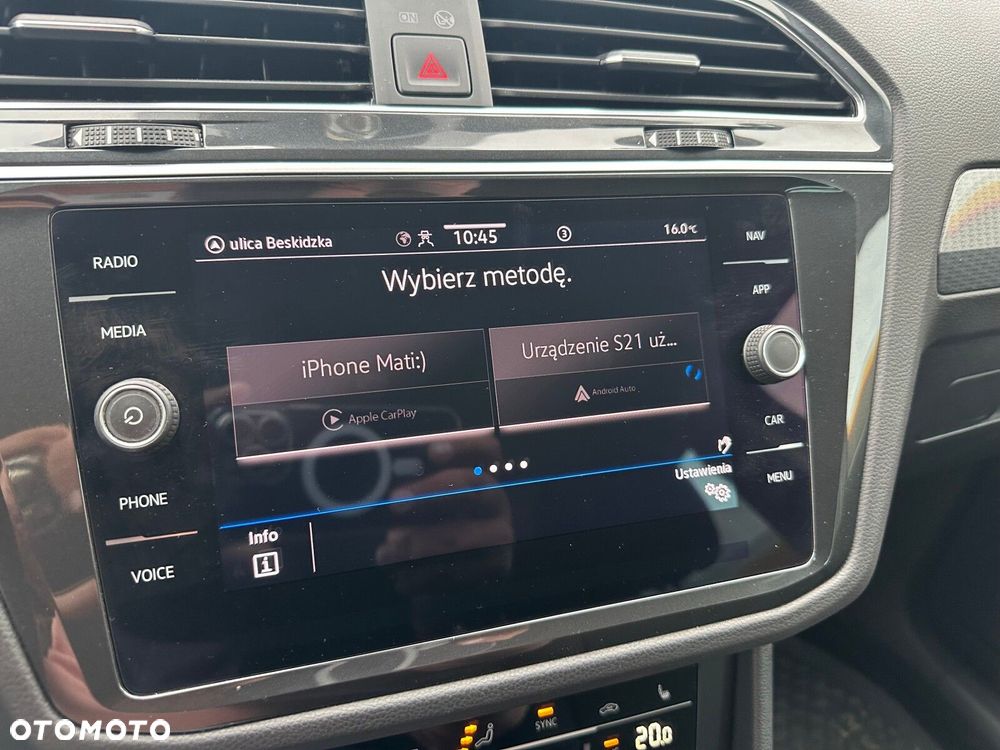 RADIO
MEDIA
PHONE
VOICE
ulica Beskidzka
10:45
3
16.0°C
Wybierz metodę.
iPhone Mati:)
Apple CarPlay
Urządzenie S21 uż...
Android Auto
Ustawienia
Info
i
NAV
APP
CAR
MENU
SYNC
20.0
OTOMOTO